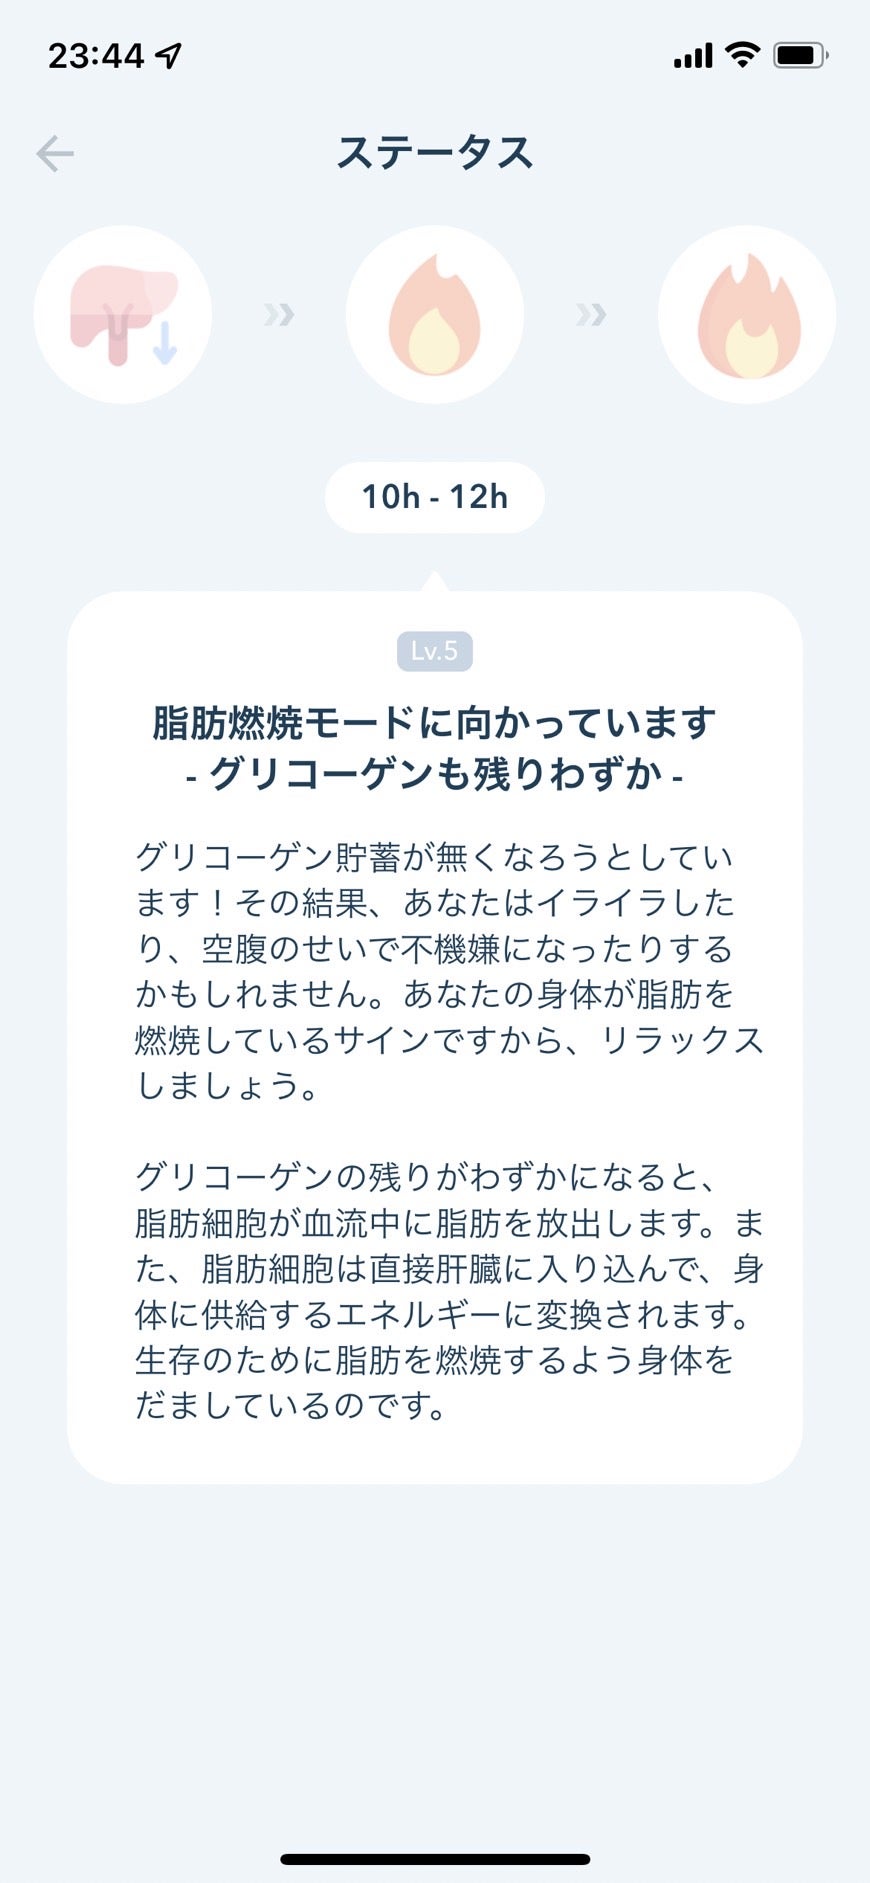 23:44
ステータス
10h - 12h
Lv.5
脂肪燃焼モードに向かっています
- グリコーゲンも残りわずか -
グリコーゲン貯蓄が無くなろうとしてい
ます！その結果、あなたはイライラした
り、空腹のせいで不機嫌になったりする
かもしれません。あなたの身体が脂肪を
燃焼しているサインですから、リラックス
しましょう。
グリコーゲンの残りがわずかになると、
脂肪細胞が血流中に脂肪を放出します。ま
た、脂肪細胞は直接肝臓に入り込んで、身
体に供給するエネルギーに変換されます。
生存のために脂肪を燃焼するよう身体を
だましているのです。